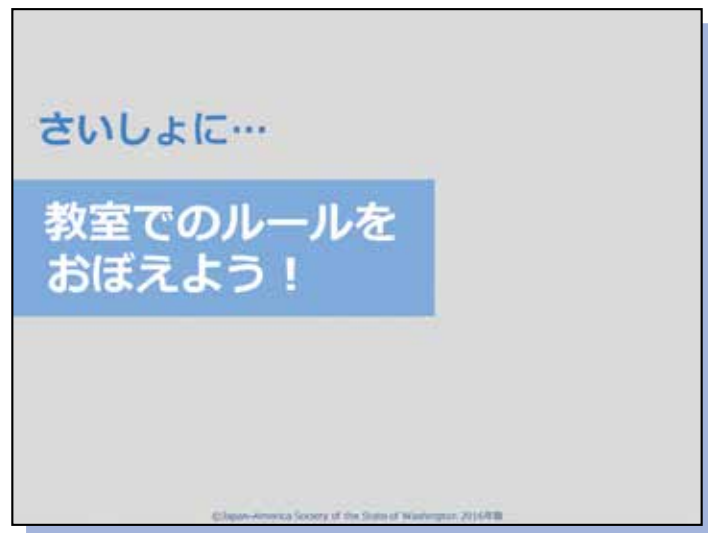 さいしょに…
教室でのルールを
おぼえよう！
©Japan-America Society of the State of Washington 2016年版